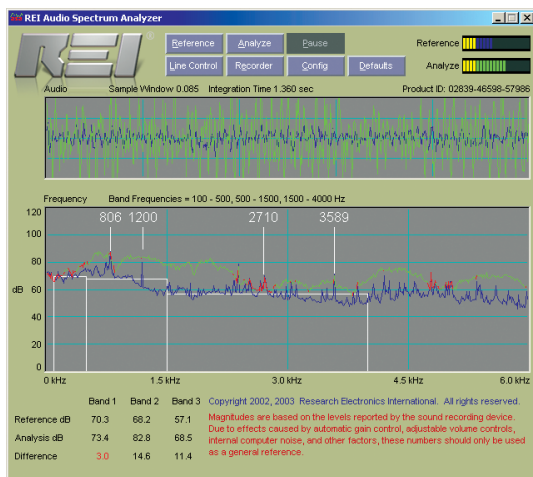 REI Audio Spectrum Analyzer
REI ®
Reference Analyze Pause
Line Control Recorder Config Defaults
Reference
Analyze
Audio Sample Window 0.085 Integration Time 1.360 sec Product ID: 02839-46598-57986
Frequency Band Frequencies = 100 - 500, 500 - 1500, 1500 - 4000 Hz
120
806 1200 2710 3589
100
80
dB
60
40
20
0
0 kHz 1.5 kHz 3.0 kHz 4.5 kHz 6.0 kHz
Band 1 Band 2 Band 3
Reference dB 70.3 68.2 57.1
Analysis dB 73.4 82.8 68.5
Difference 3.0 14.6 11.4
Copyright 2002, 2003 Research Electronics International. All rights reserved.
Magnitudes are based on the levels reported by the sound recording device.
Due to effects caused by automatic gain control, adjustable volume controls,
internal computer noise, and other factors, these numbers should only be used
as a general reference.